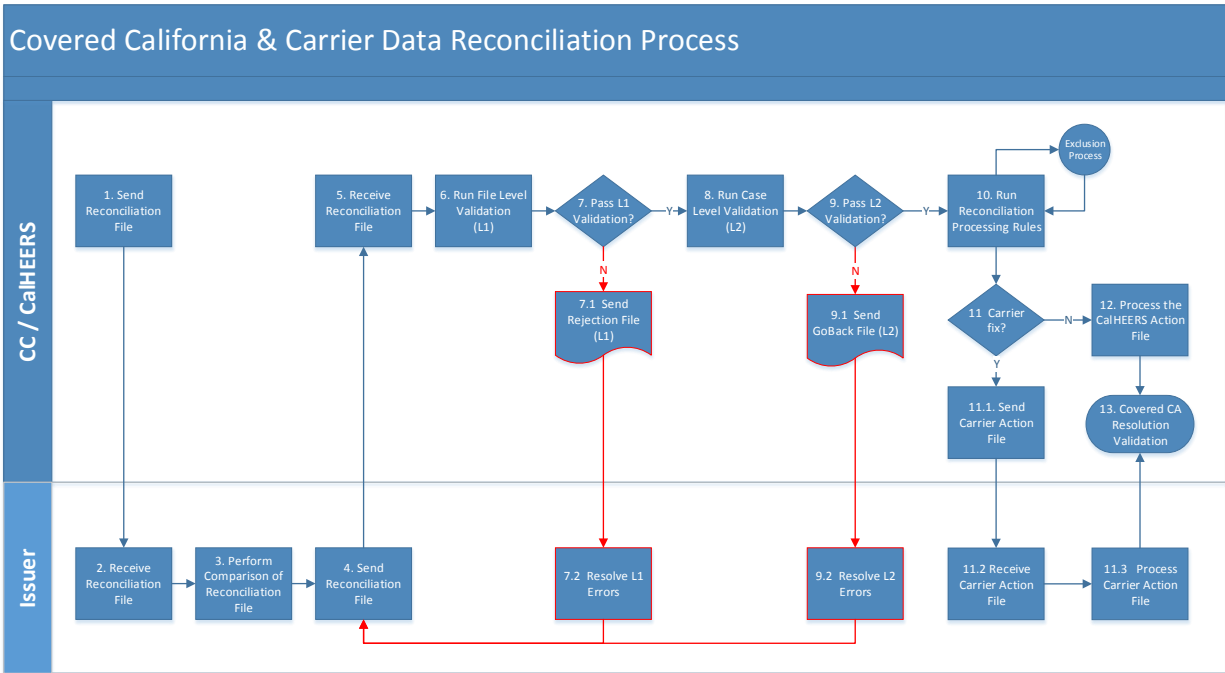 Covered California & Carrier Data Reconciliation Process
CC / CalHEERS
1. Send
Reconciliation
File
5. Receive
Reconciliation
File
6. Run File Level
Validation
(L1)
7. Pass L1
Validation?
Y
8. Run Case
Level Validation
(L2)
9. Pass L2
Validation?
Y
10. Run
Reconciliation
Processing Rules
Exclusion
Process
N
7.1 Send
Rejection File
(L1)
N
9.1 Send
GoBack File (L2)
11 Carrier
fix?
N
12. Process the
CalHEERS Action
File
Y
11.1. Send
Carrier Action
File
13. Covered CA
Resolution
Validation
Issuer
2. Receive
Reconciliation
File
3. Perform
Comparison of
Reconciliation
File
4. Send
Reconciliation
File
7.2 Resolve L1
Errors
9.2 Resolve L2
Errors
11.2 Receive
Carrier Action
File
11.3 Process
Carrier Action
File